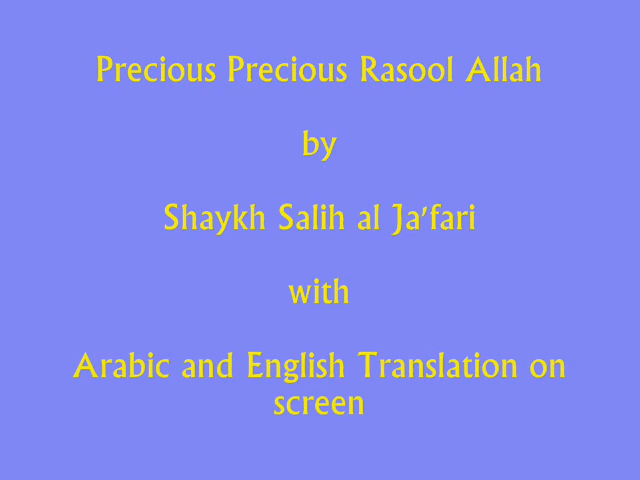 Precious Precious Rasool Allah
by
Shaykh Salih al Ja'fari
with
Arabic and English Translation on
screen